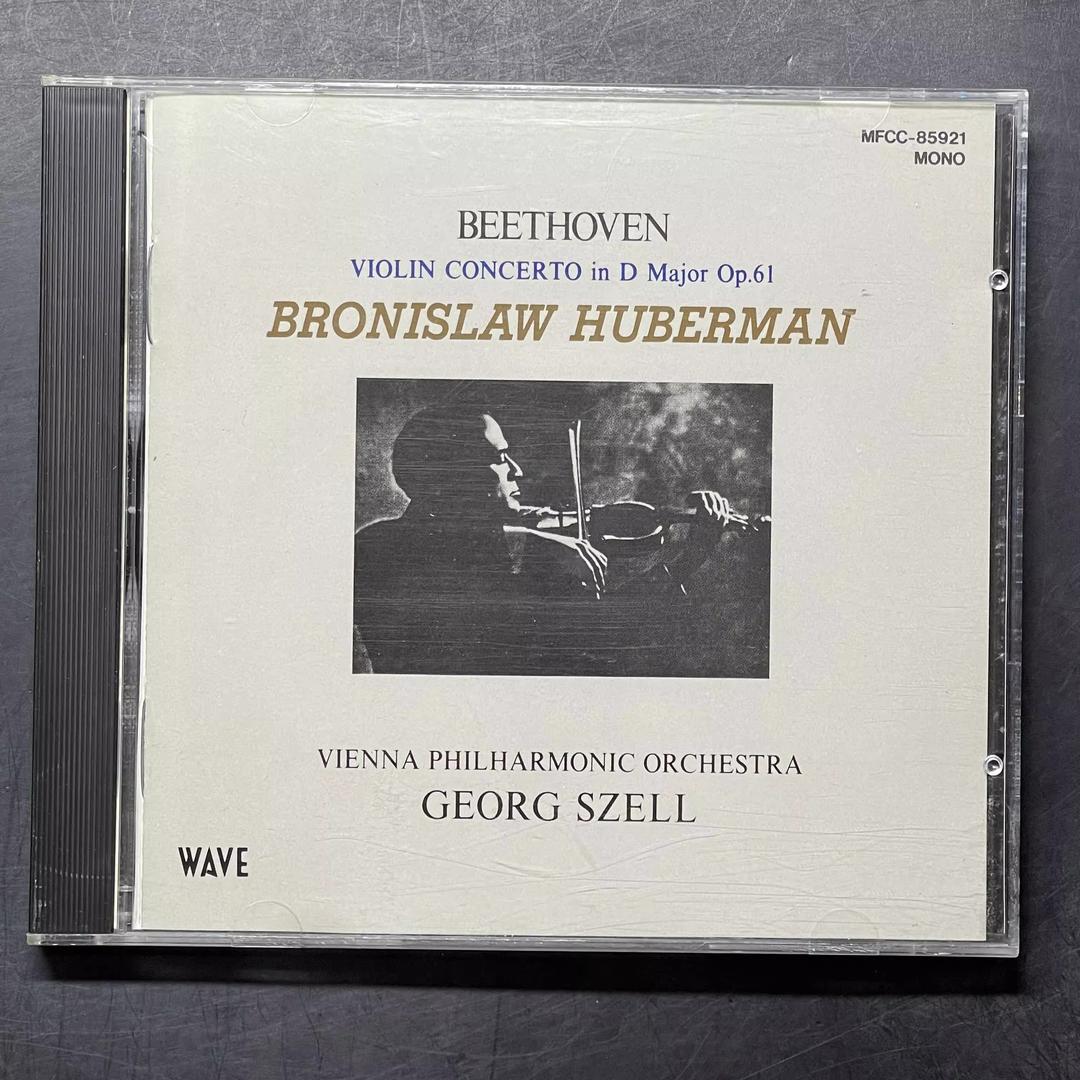 MFCC-85921
MONO
BEETHOVEN
VIOLIN CONCERTO in D Major Op.61
BRONISLAW HUBERMAN
VIENNA PHILHARMONIC ORCHESTRA
GEORG SZELL
WAVE